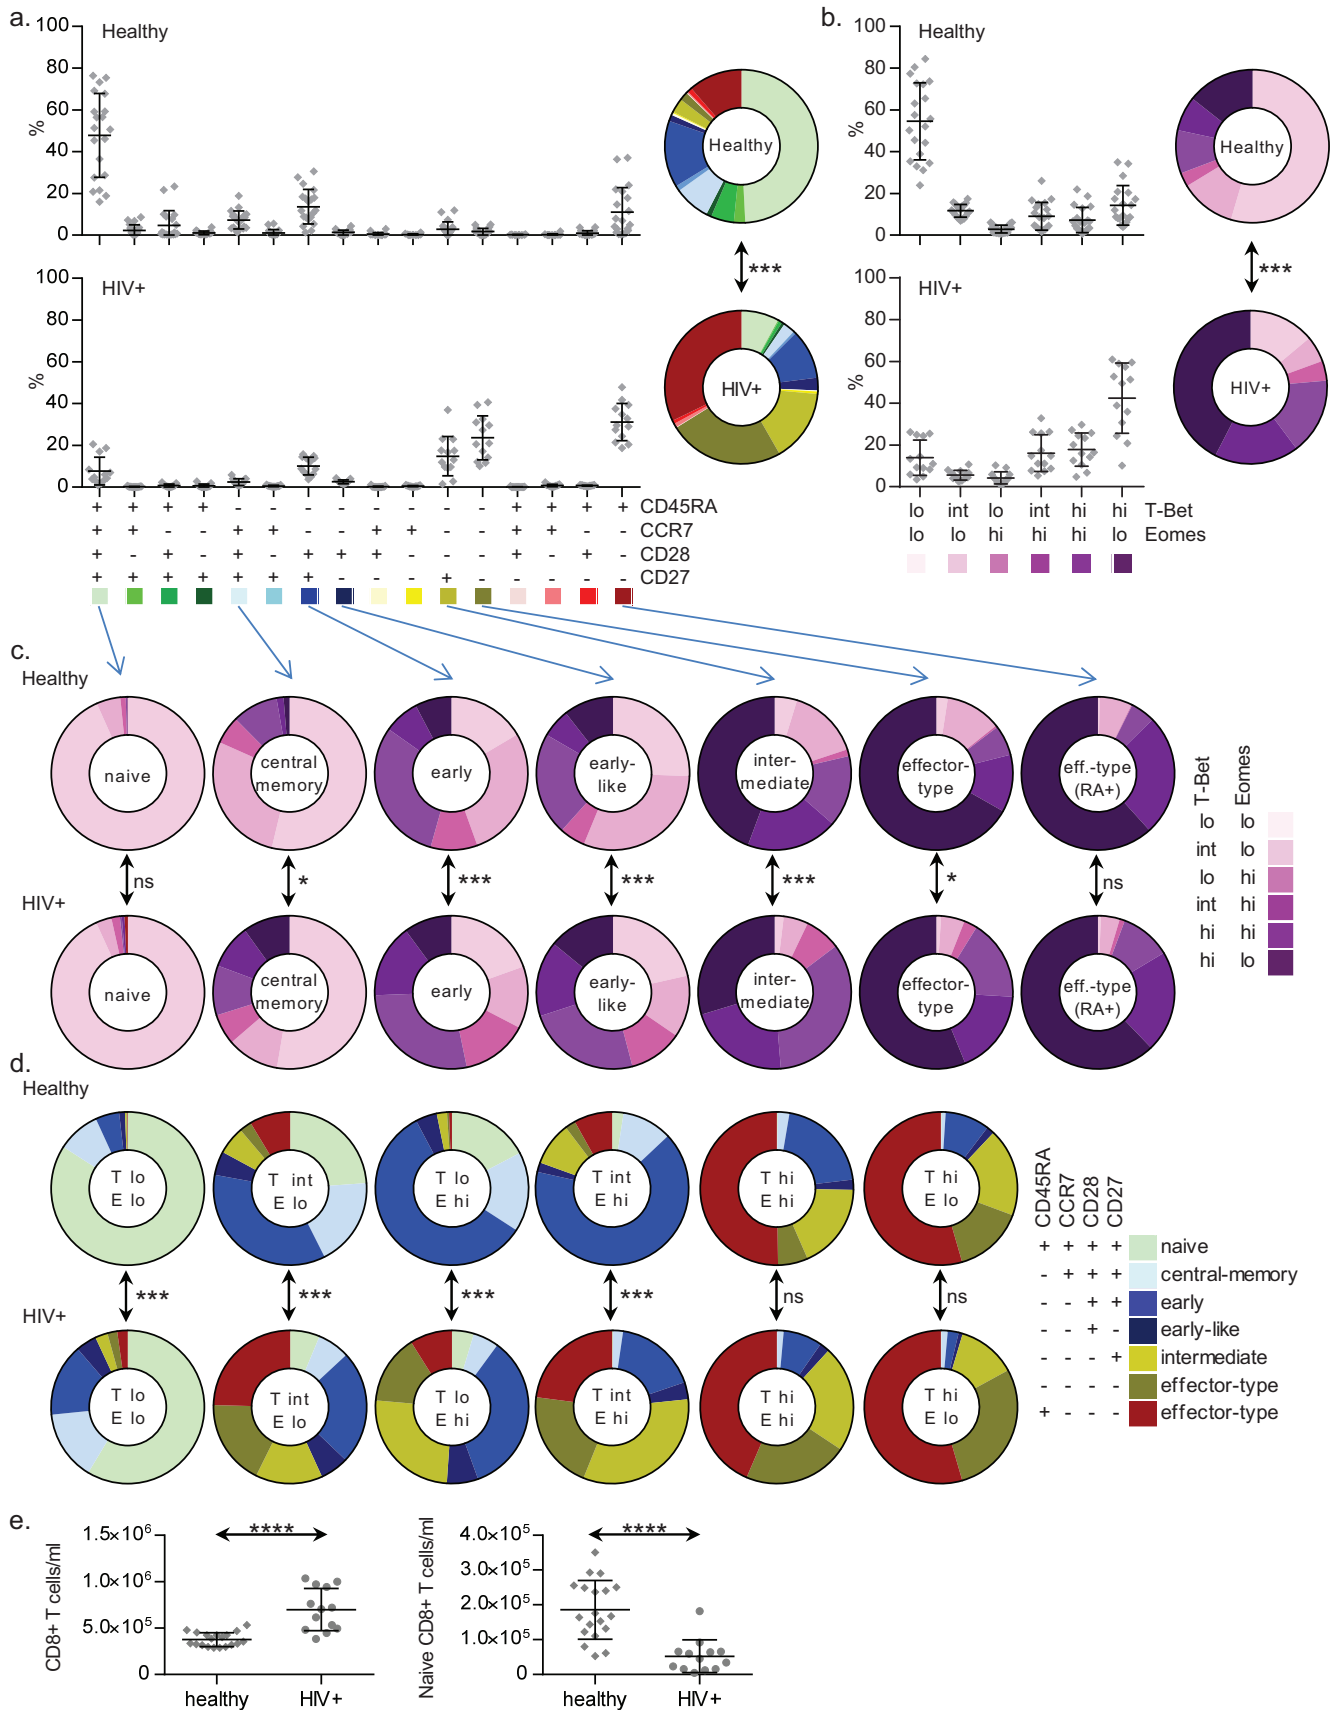 a.
100
80
60
40
20
0
%
Healthy
Healthy
***
HIV+
100
80
60
40
20
0
%
HIV+
+ + + + - - - - - - - - + + + + CD45RA
+ + - - + + - - + + - - + + - - CCR7
+ - + - + - + + + - - - + - + - CD28
+ + + + + + + - - - + - - - - - CD27
b.
100
80
60
40
20
0
%
Healthy
Healthy
***
HIV+
100
80
60
40
20
0
%
HIV+
lo int lo int hi hi T-Bet
lo lo hi hi hi lo Eomes
c.
Healthy
naive
central
memory
early
early-
like
inter-
mediate
effector-
type
eff.-type
(RA+)
ns
*
***
***
***
*
ns
HIV+
naive
central
memory
early
early-
like
inter-
mediate
effector-
type
eff.-type
(RA+)
T-Bet Eomes
lo lo
int lo
lo hi
int hi
hi hi
hi lo
d.
Healthy
T lo
E lo
T int
E lo
T lo
E hi
T int
E hi
T hi
E hi
T hi
E lo
***
***
***
***
ns
ns
HIV+
T lo
E lo
T int
E lo
T lo
E hi
T int
E hi
T hi
E hi
T hi
E lo
CD45RA CCR7 CD28 CD27
+ + + + naive
- + + + central-memory
- - + + early
- - + - early-like
- - - + intermediate
- - - - effector-type
+ - - - effector-type
e.
CD8+ T cells/ml
1.5×10⁶
1.0×10⁶
5.0×10⁵
0
****
healthy HIV+
Naive CD8+ T cells/ml
4.0×10⁵
3.0×10⁵
2.0×10⁵
1.0×10⁵
0
****
healthy HIV+